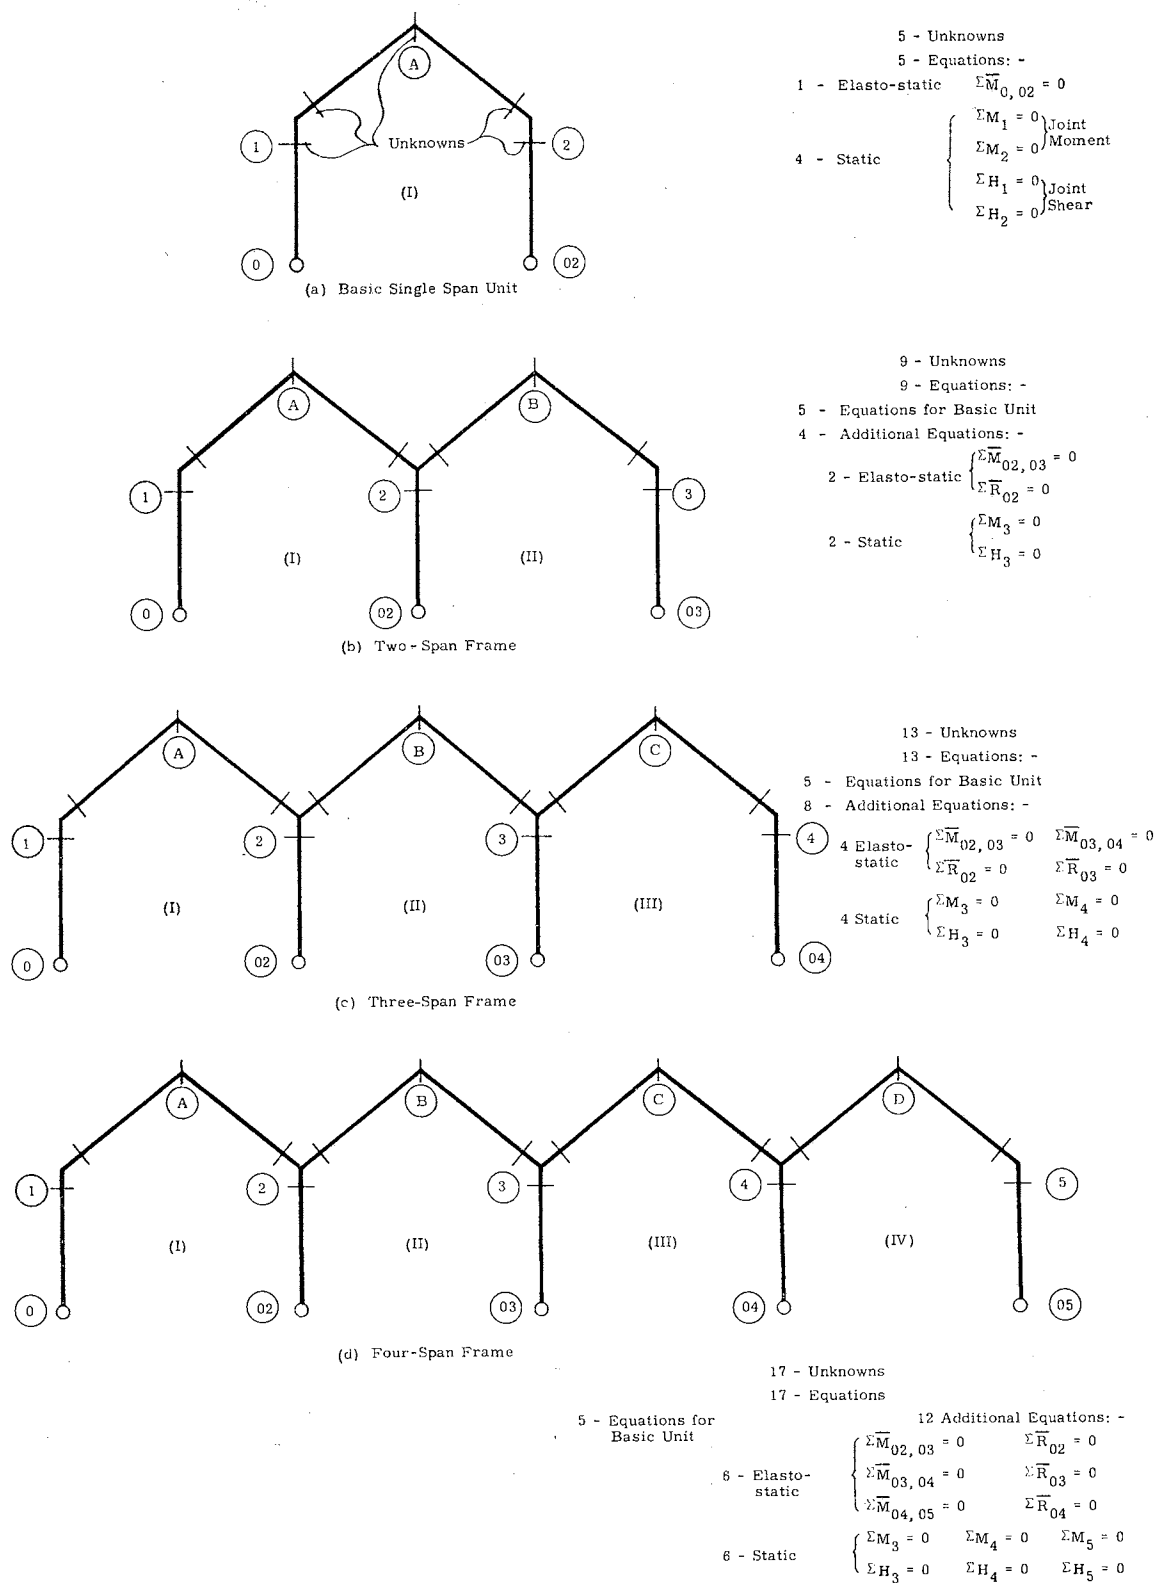 A
1
Unknowns
2
(I)
0
02
(a) Basic Single Span Unit
5 - Unknowns
5 - Equations: -
1 - Elasto-static ΣM̅0, 02 = 0
4 - Static
ΣM1 = 0
ΣM2 = 0
Joint
Moment
ΣH1 = 0
ΣH2 = 0
Joint
Shear
A
B
1
2
3
(I)
(II)
0
02
03
(b) Two-Span Frame
9 - Unknowns
9 - Equations: -
5 - Equations for Basic Unit
4 - Additional Equations: -
2 - Elasto-static
ΣM̅02, 03 = 0
ΣR̅02 = 0
2 - Static
ΣM3 = 0
ΣH3 = 0
A
B
C
1
2
3
4
(I)
(II)
(III)
0
02
03
04
(c) Three-Span Frame
13 - Unknowns
13 - Equations: -
5 - Equations for Basic Unit
8 - Additional Equations: -
4 Elasto-
static
ΣM̅02, 03 = 0 ΣM̅03, 04 = 0
ΣR̅02 = 0 ΣR̅03 = 0
4 Static
ΣM3 = 0 ΣM4 = 0
ΣH3 = 0 ΣH4 = 0
A
B
C
D
1
2
3
4
5
(I)
(II)
(III)
(IV)
0
02
03
04
05
(d) Four-Span Frame
17 - Unknowns
17 - Equations
5 - Equations for
Basic Unit
12 Additional Equations: -
6 - Elasto-
static
ΣM̅02, 03 = 0 ΣR̅02 = 0
ΣM̅03, 04 = 0 ΣR̅03 = 0
ΣM̅04, 05 = 0 ΣR̅04 = 0
6 - Static
ΣM3 = 0 ΣM4 = 0 ΣM5 = 0
ΣH3 = 0 ΣH4 = 0 ΣH5 = 0